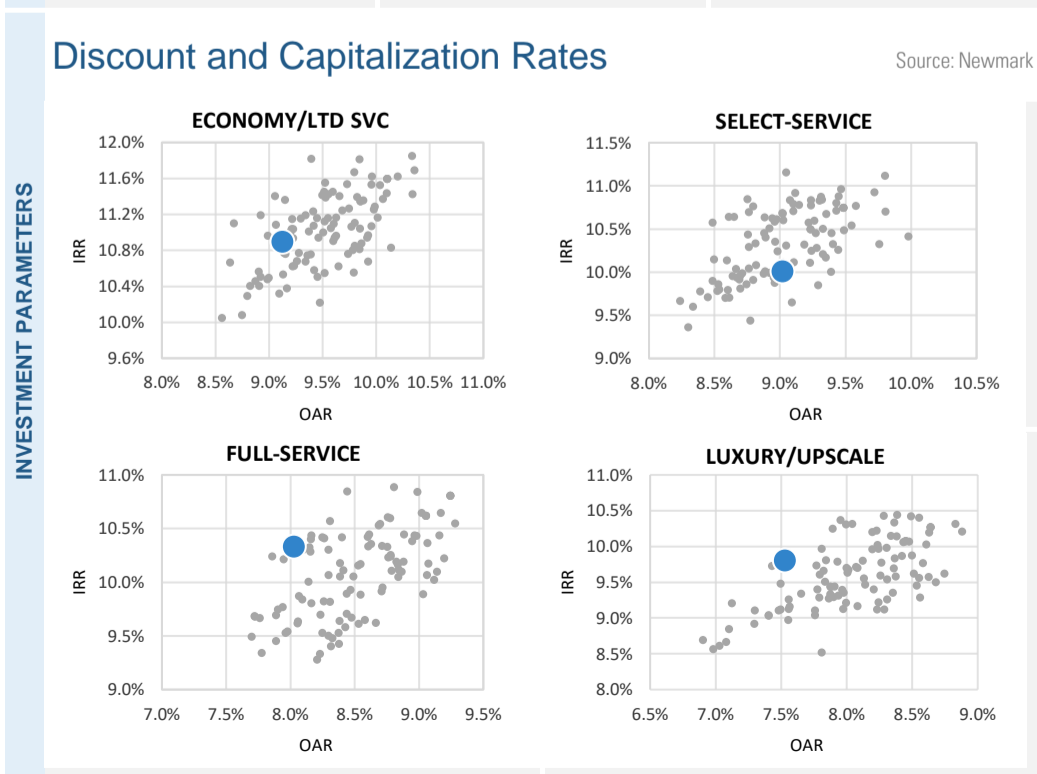 INVESTMENT PARAMETERS
Discount and Capitalization Rates
Source: Newmark
ECONOMY/LTD SVC
12.0%
11.6%
11.2%
10.8%
10.4%
10.0%
9.6%
IRR
8.0% 8.5% 9.0% 9.5% 10.0% 10.5% 11.0%
OAR
SELECT-SERVICE
11.5%
11.0%
10.5%
10.0%
9.5%
9.0%
IRR
8.0% 8.5% 9.0% 9.5% 10.0% 10.5%
OAR
FULL-SERVICE
11.0%
10.5%
10.0%
9.5%
9.0%
IRR
7.0% 7.5% 8.0% 8.5% 9.0% 9.5%
OAR
LUXURY/UPSCALE
11.0%
10.5%
10.0%
9.5%
9.0%
8.5%
8.0%
IRR
6.5% 7.0% 7.5% 8.0% 8.5% 9.0%
OAR